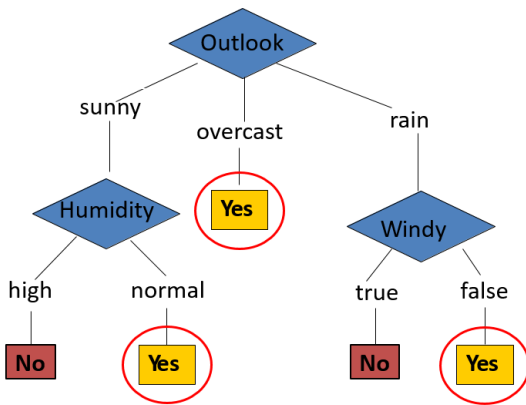 Outlook
sunny
overcast
rain
Yes
Humidity
Windy
high
normal
true
false
No
Yes
No
Yes